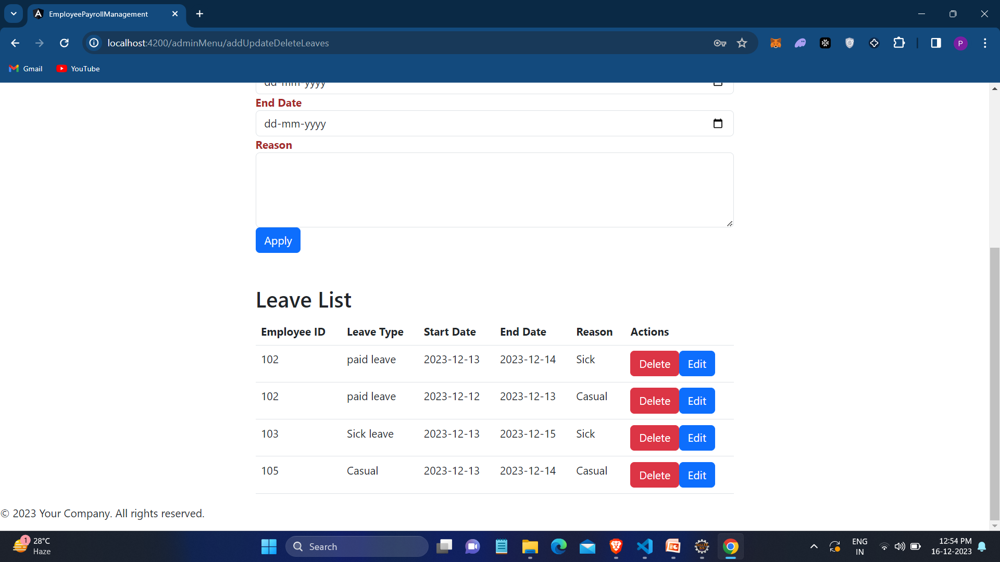 EmployeePayrollManagement
localhost:4200/adminMenu/addUpdateDeleteLeaves
P
Gmail YouTube
dd-mm-yyyy
End Date
dd-mm-yyyy
Reason
Apply
Leave List
Employee ID Leave Type Start Date End Date Reason Actions
102 paid leave 2023-12-13 2023-12-14 Sick Delete Edit
102 paid leave 2023-12-12 2023-12-13 Casual Delete Edit
103 Sick leave 2023-12-13 2023-12-15 Sick Delete Edit
105 Casual 2023-12-13 2023-12-14 Casual Delete Edit
© 2023 Your Company. All rights reserved.
1 28°C
Haze
Search
ENG
IN
12:54 PM
16-12-2023